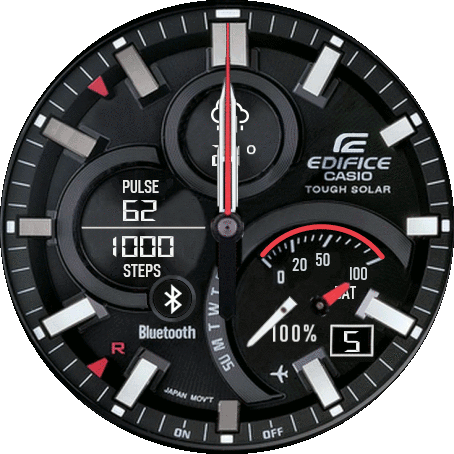 EDIFICE
CASIO
TOUGH SOLAR
PULSE
62
1000
STEPS
Bluetooth
0 20 50 100
BAT
100%
5
SU M T W T
R
JAPAN MOV'T
ON OFF